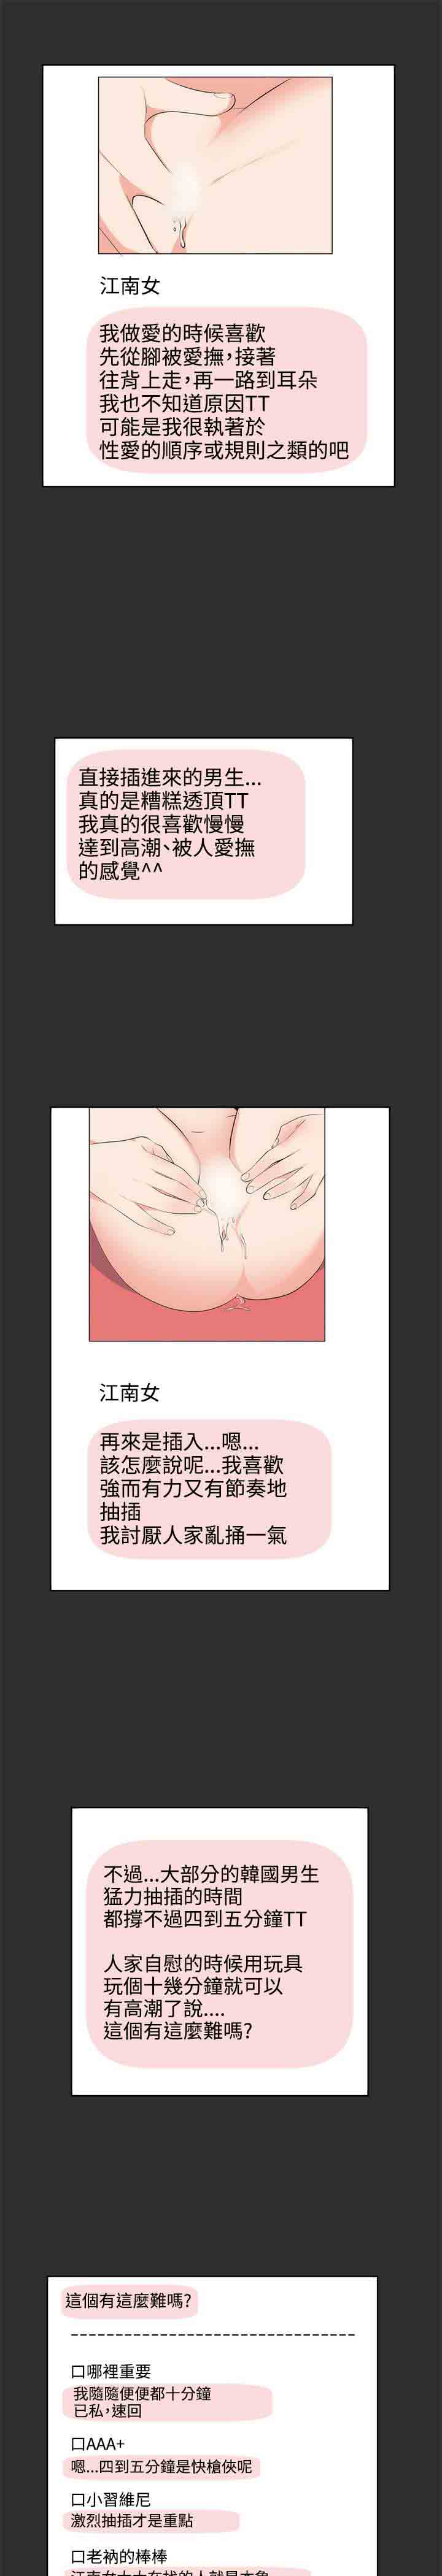 江南女
我做愛的時候喜歡
先從腳被愛撫，接著
往背上走，再一路到耳朵
我也不知道原因TT
可能是我很執著於
性愛的順序或規則之類的吧
直接插進來的男生...
真的是糟糕透頂TT
我真的很喜歡慢慢
達到高潮、被人愛撫
的感覺^^
江南女
再來是插入...嗯...
該怎麼說呢...我喜歡
強而有力又有節奏地
抽插
我討厭人家亂捅一氣
不過...大部分的韓國男生
猛力抽插的時間
都撐不過四到五分鐘TT
人家自慰的時候用玩具
玩個十幾分鐘就可以
有高潮了說....
這個有這麼難嗎?
這個有這麼難嗎?
--------------------------------
口哪裡重要
我隨隨便便都十分鐘
已私，速回
口AAA+
嗯...四到五分鐘是快槍俠呢
口小習維尼
激烈抽插才是重點
口老衲的棒棒